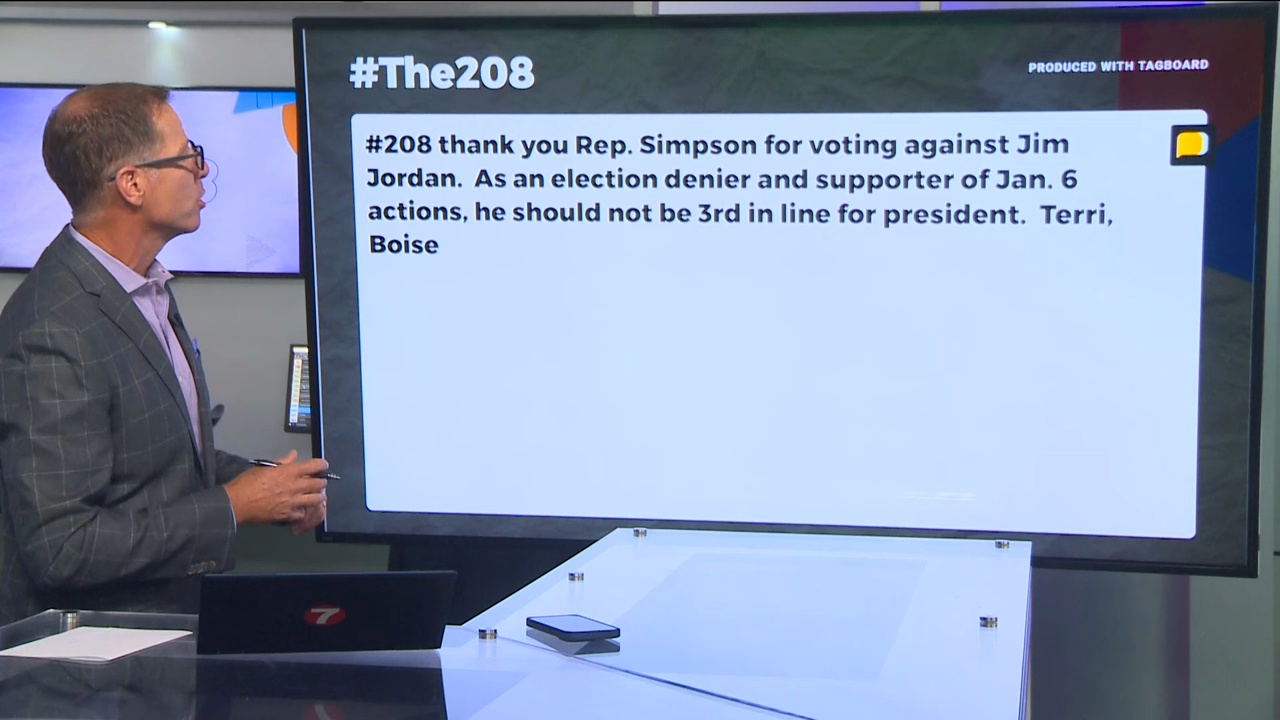 #The208
PRODUCED WITH TAGBOARD
#208 thank you Rep. Simpson for voting against Jim
Jordan.  As an election denier and supporter of Jan. 6
actions, he should not be 3rd in line for president.  Terri,
Boise
7